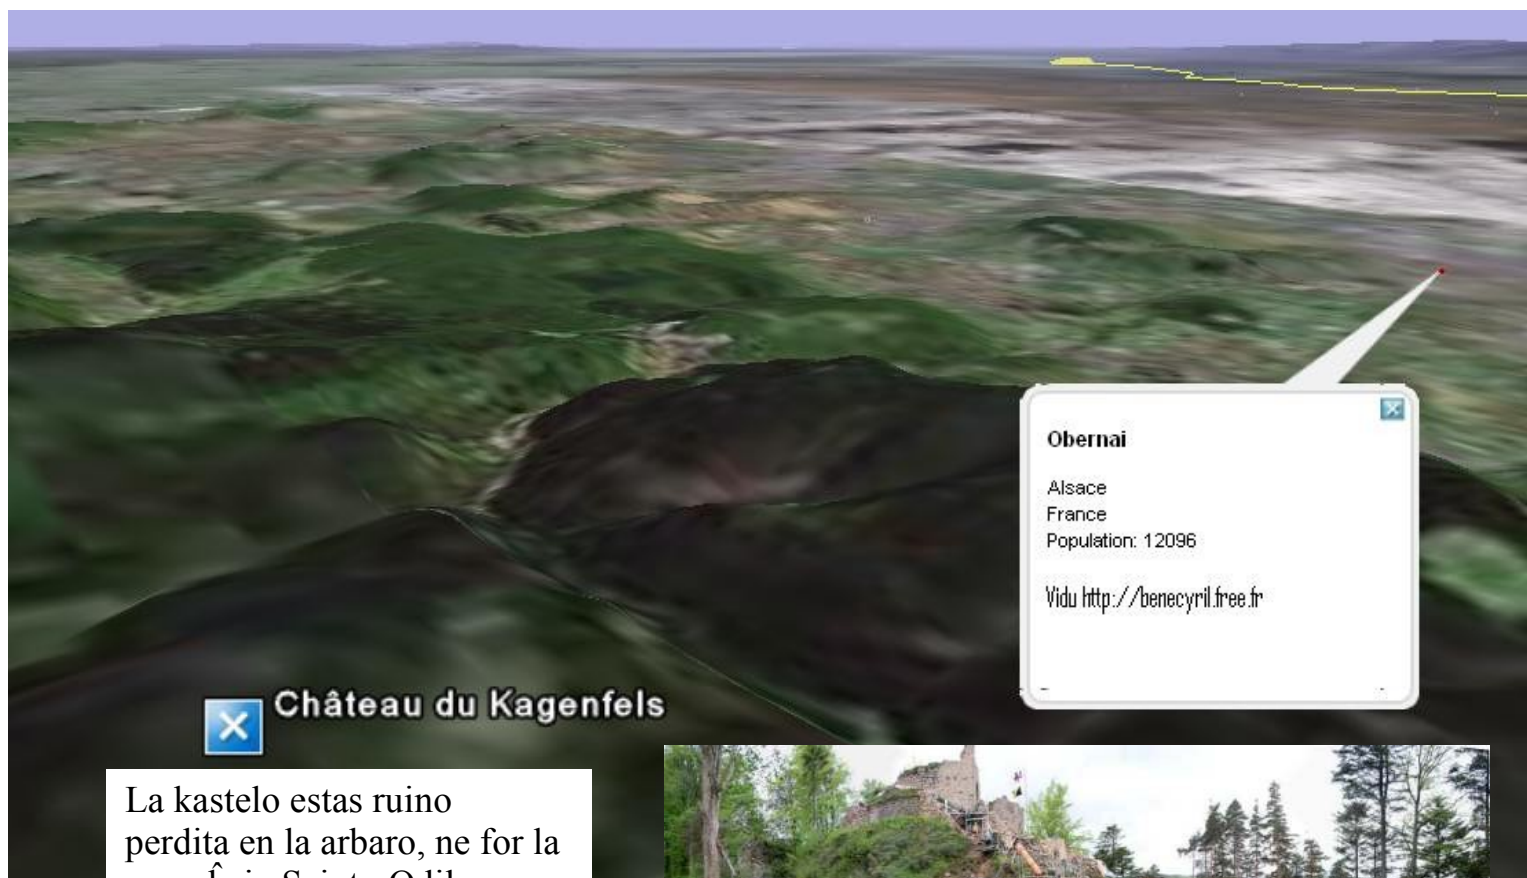 Obernai
Alsace
France
Population: 12096
Vidu http://benecyril.free.fr
Château du Kagenfels
La kastelo estas ruino
perdita en la arbaro, ne for la